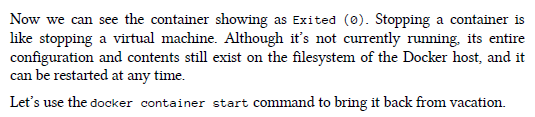 Now we can see the container showing as Exited (0). Stopping a container is
like stopping a virtual machine. Although it's not currently running, its entire
configuration and contents still exist on the filesystem of the Docker host, and it
can be restarted at any time.
Let's use the docker container start command to bring it back from vacation.